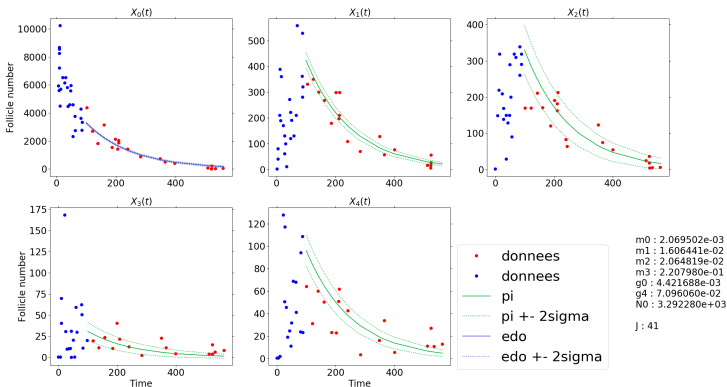 X₀(t)
X₁(t)
X₂(t)
Follicle number
10000
8000
6000
4000
2000
0
0 200 400
500
400
300
200
100
0
0 200 400
400
300
200
100
0
0 200 400
X₃(t)
X₄(t)
Follicle number
175
150
125
100
75
50
25
0
0 200 400
Time
120
100
80
60
40
20
0
0 200 400
Time
donnees
donnees
pi
pi +- 2sigma
edo
edo +- 2sigma
m0 : 2.069502e-03
m1 : 1.606441e-02
m2 : 2.064819e-02
m3 : 2.207980e-01
g0 : 4.421688e-03
g4 : 7.096060e-02
N0 : 3.292280e+03
J : 41